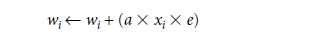 wᵢ ← wᵢ + (a × xᵢ × e)